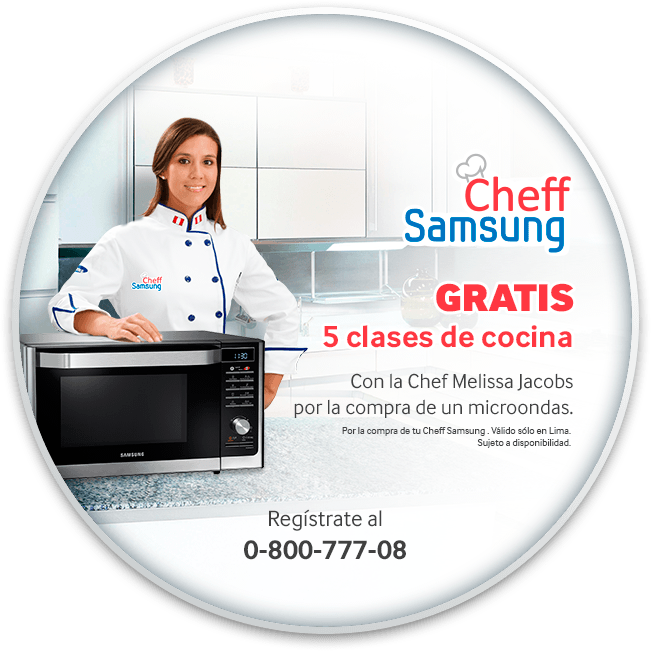 Cheff
Samsung
Cheff
Samsung
GRATIS
5 clases de cocina
Con la Chef Melissa Jacobs
por la compra de un microondas.
Por la compra de tu Cheff Samsung . Válido sólo en Lima.
Sujeto a disponibilidad.
11:30
SAMSUNG
Regístrate al
0-800-777-08